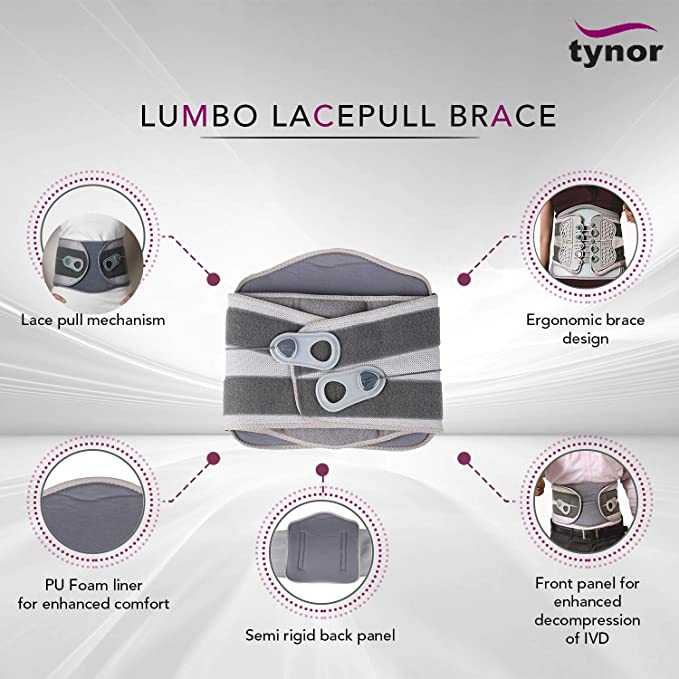 tynor
LUMBO LACEPULL BRACE
Lace pull mechanism
Ergonomic brace
design
PU Foam liner
for enhanced comfort
Semi rigid back panel
Front panel for
enhanced
decompression
of IVD